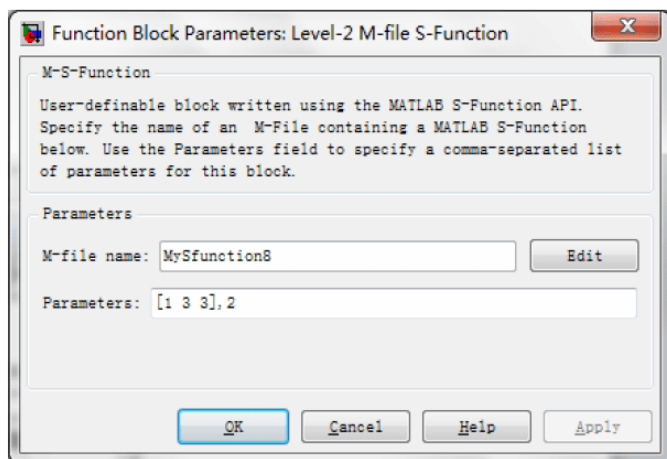 Function Block Parameters: Level-2 M-file S-Function
M-S-Function
User-definable block written using the MATLAB S-Function API.
Specify the name of an M-File containing a MATLAB S-Function
below. Use the Parameters field to specify a comma-separated list
of parameters for this block.
Parameters
M-file name: MySfunction8 Edit
Parameters: [1 3 3],2
OK Cancel Help Apply